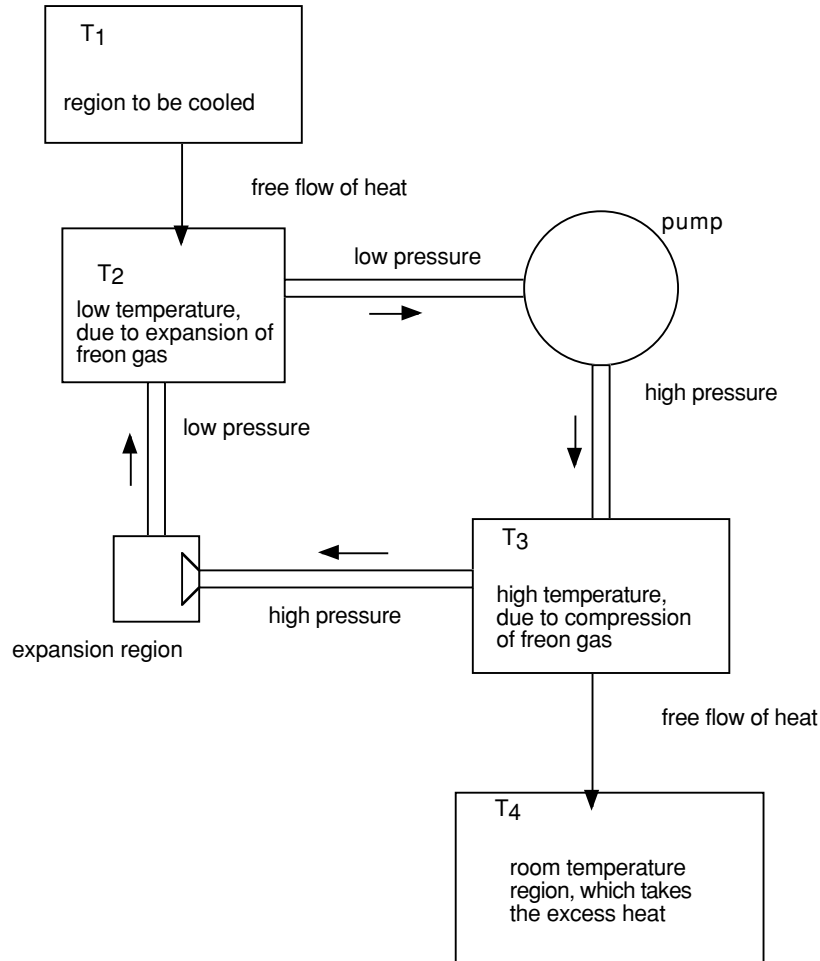 T1
region to be cooled
free flow of heat
pump
low pressure
T2
low temperature,
due to expansion of
freon gas
high pressure
low pressure
T3
high temperature,
due to compression
of freon gas
high pressure
expansion region
free flow of heat
T4
room temperature
region, which takes
the excess heat